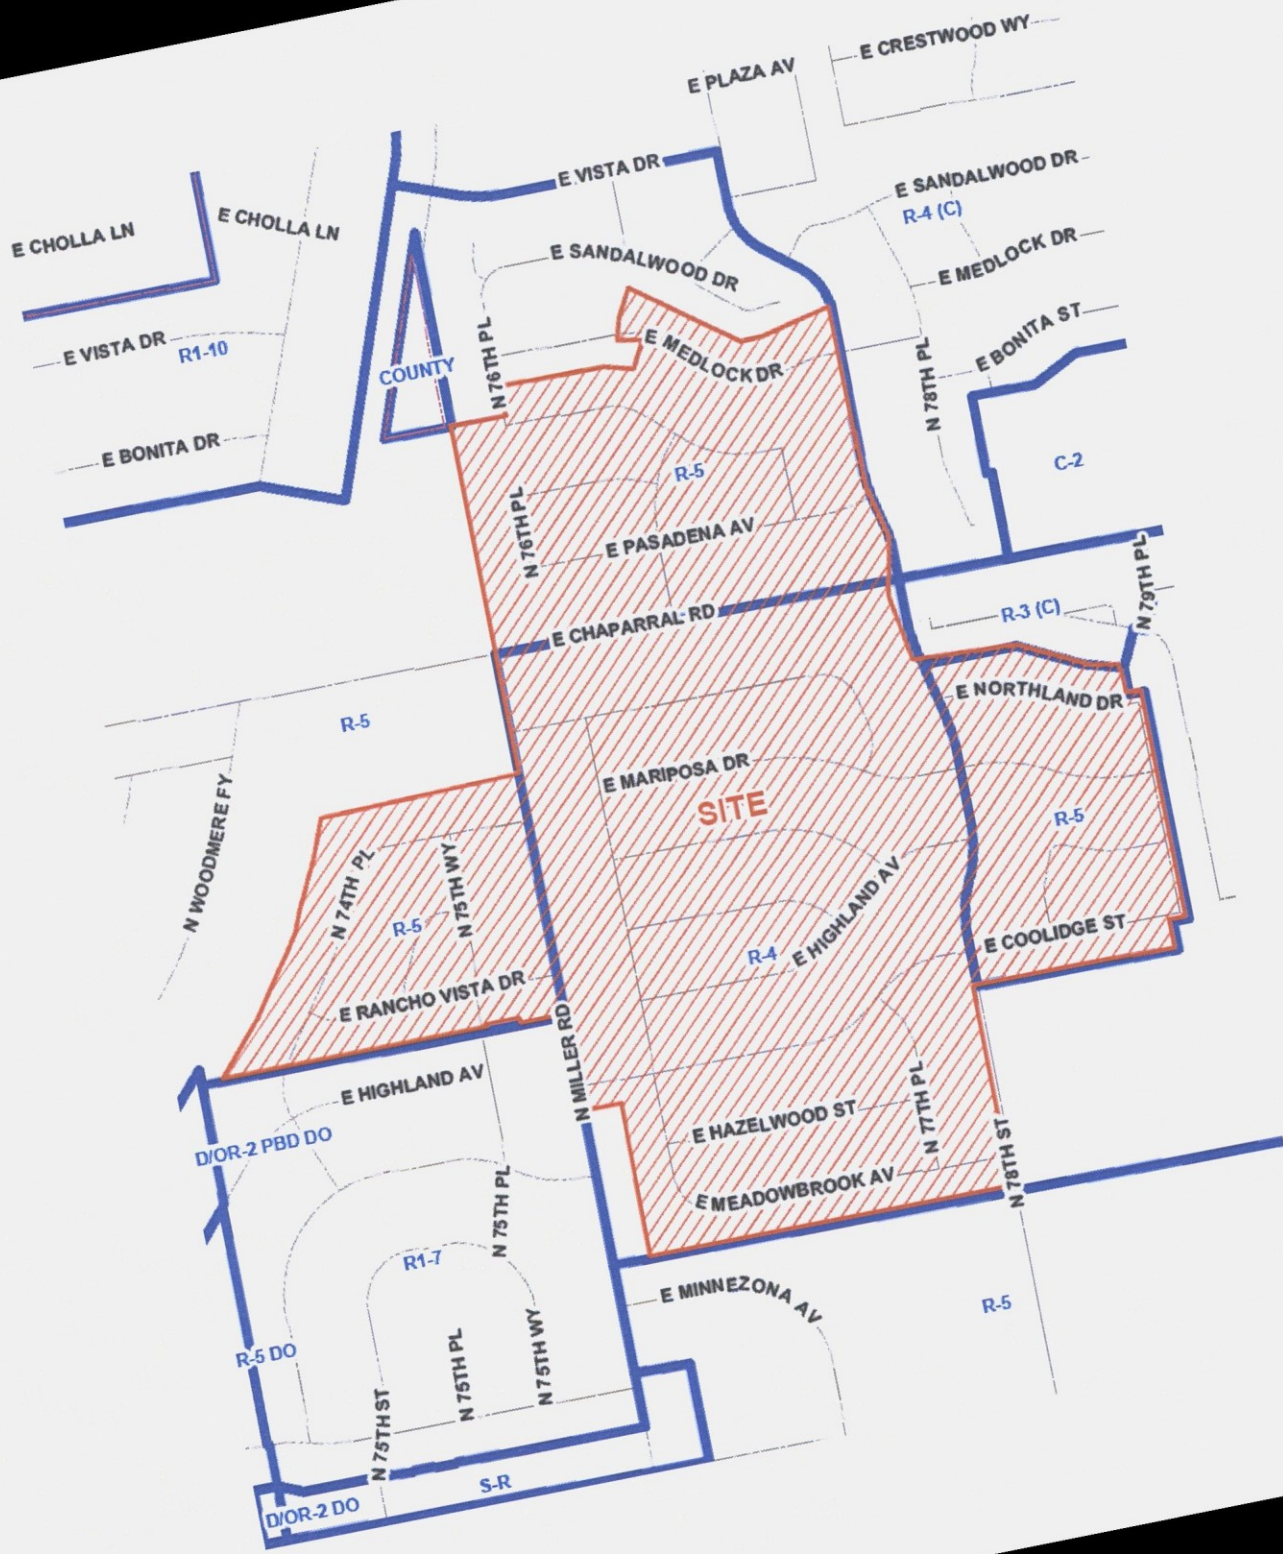 E CRESTWOOD WY
E PLAZA AV
E VISTA DR
E SANDALWOOD DR
R-4 (C)
E CHOLLA LN
E CHOLLA LN
E MEDLOCK DR
E SANDALWOOD DR
E VISTA DR
R1-10
COUNTY
N 76TH PL
E MEDLOCK DR
E BONITA ST
N 78TH PL
E BONITA DR
R-5
C-2
N 76TH PL
E PASADENA AV
N 79TH PL
E CHAPARRAL RD
R-3 (C)
E NORTHLAND DR
R-5
E MARIPOSA DR
SITE
R-5
N WOODMERE FY
N 74TH PL
N 75TH WY
R-5
E HIGHLAND AV
R-4
E COOLIDGE ST
E RANCHO VISTA DR
N MILLER RD
E HIGHLAND AV
N 77TH PL
E HAZELWOOD ST
D/OR-2 PBD DO
N 78TH ST
E MEADOWBROOK AV
N 75TH PL
R1-7
E MINNEZONA AV
R-5
R-5 DO
N 75TH PL
N 75TH WY
N 75TH ST
S-R
D/OR-2 DO